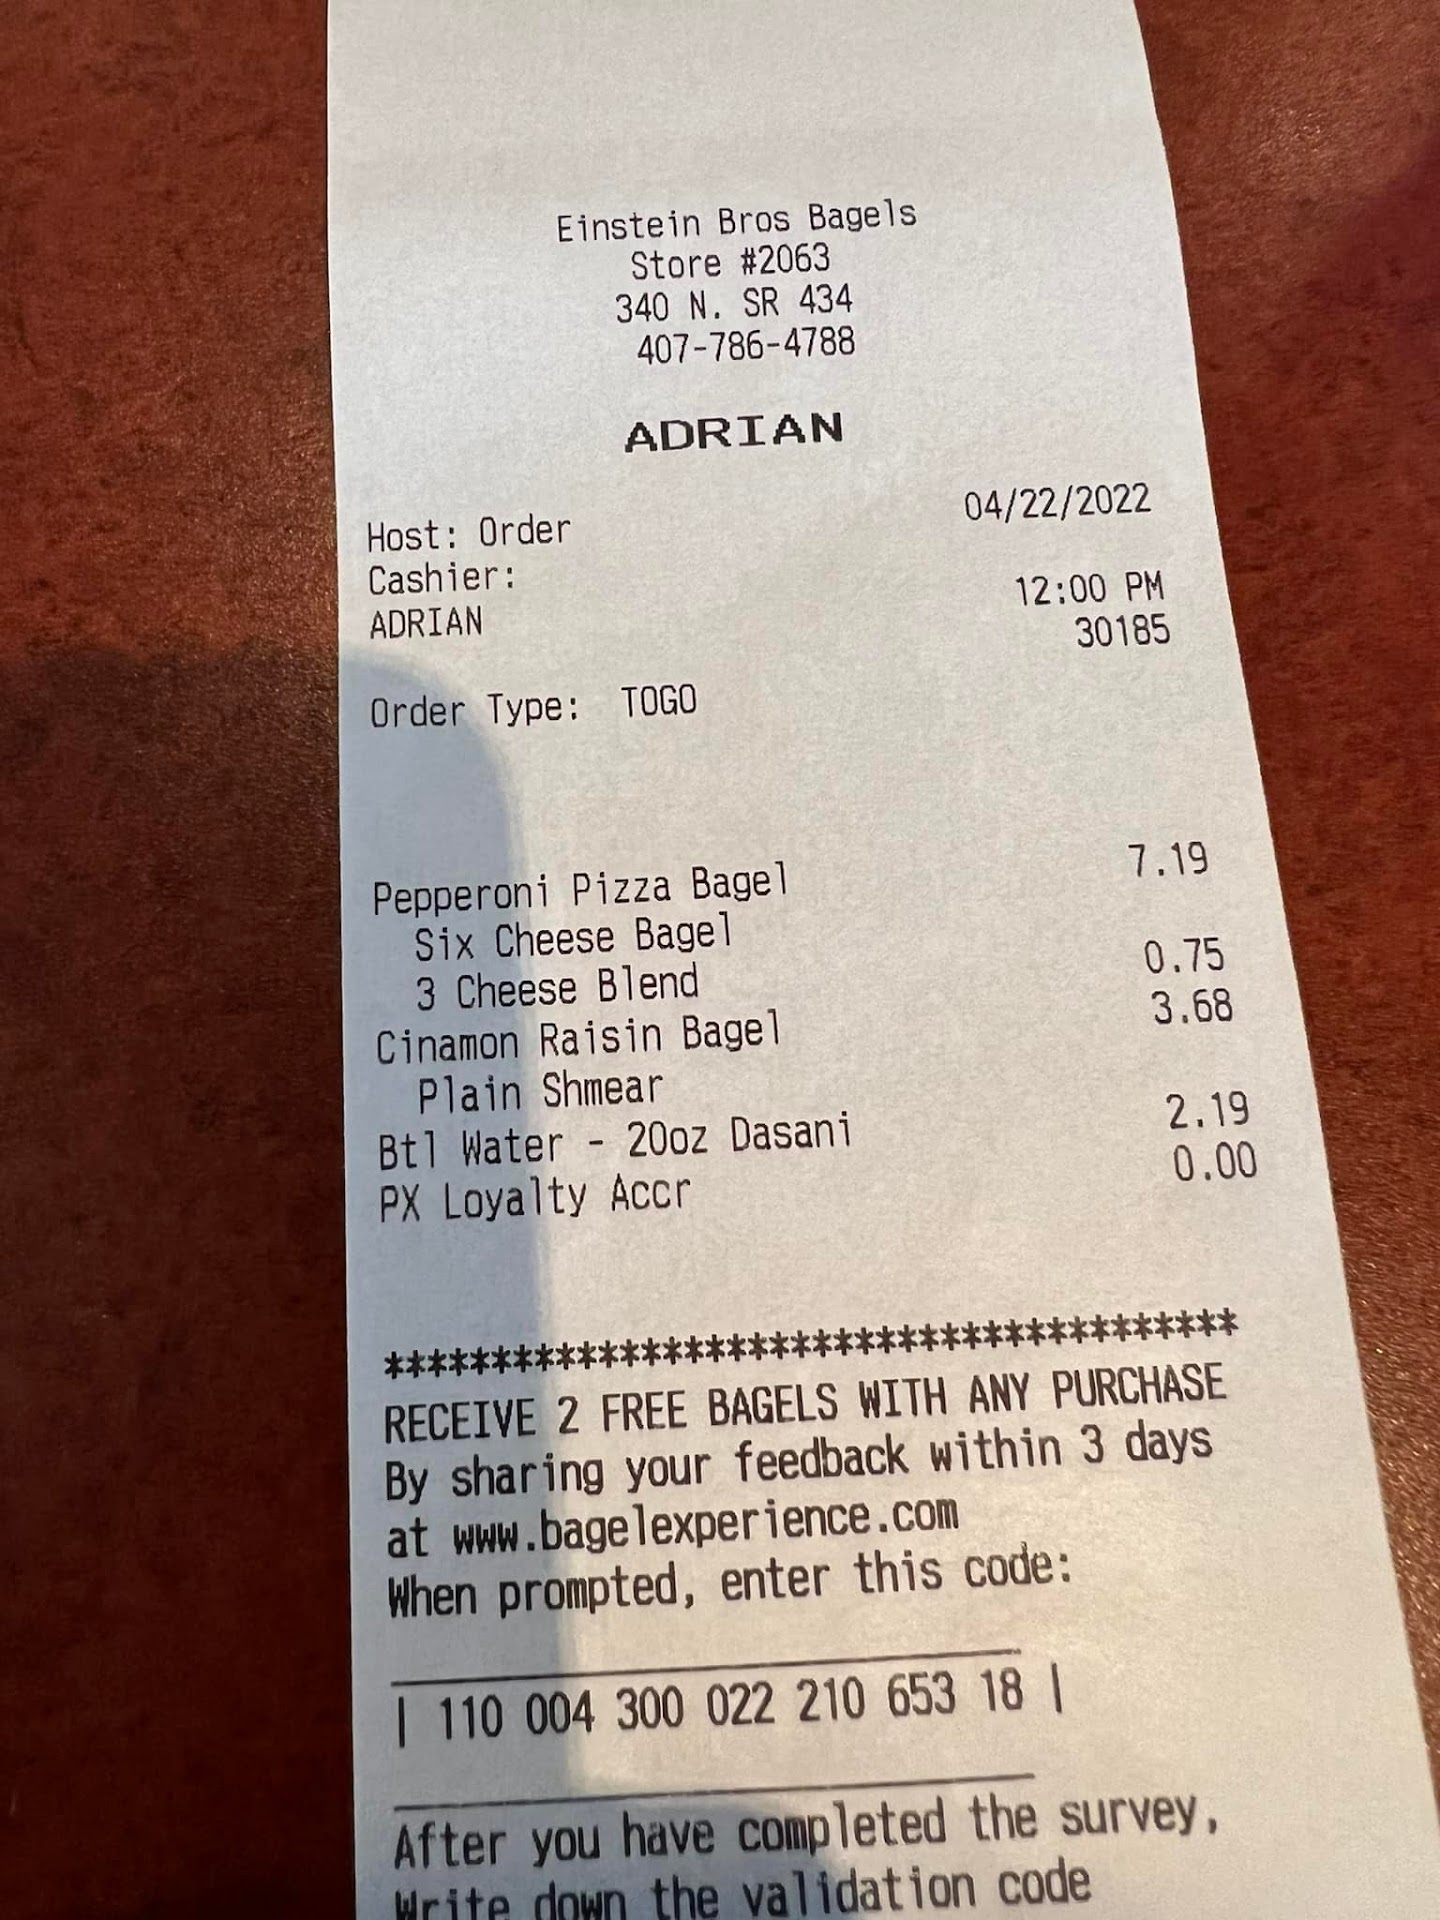 Einstein Bros Bagels
Store #2063
340 N. SR 434
407-786-4788
ADRIAN
Host: Order 04/22/2022
Cashier:
ADRIAN 12:00 PM
30185
Order Type: TOGO
Pepperoni Pizza Bagel 7.19
Six Cheese Bagel
3 Cheese Blend 0.75
Cinamon Raisin Bagel 3.68
Plain Shmear
Btl Water - 20oz Dasani 2.19
PX Loyalty Accr 0.00
****************************************
RECEIVE 2 FREE BAGELS WITH ANY PURCHASE
By sharing your feedback within 3 days
at www.bagelexperience.com
When prompted, enter this code:
| 110 004 300 022 210 653 18 |
After you have completed the survey,
Write down the validation code